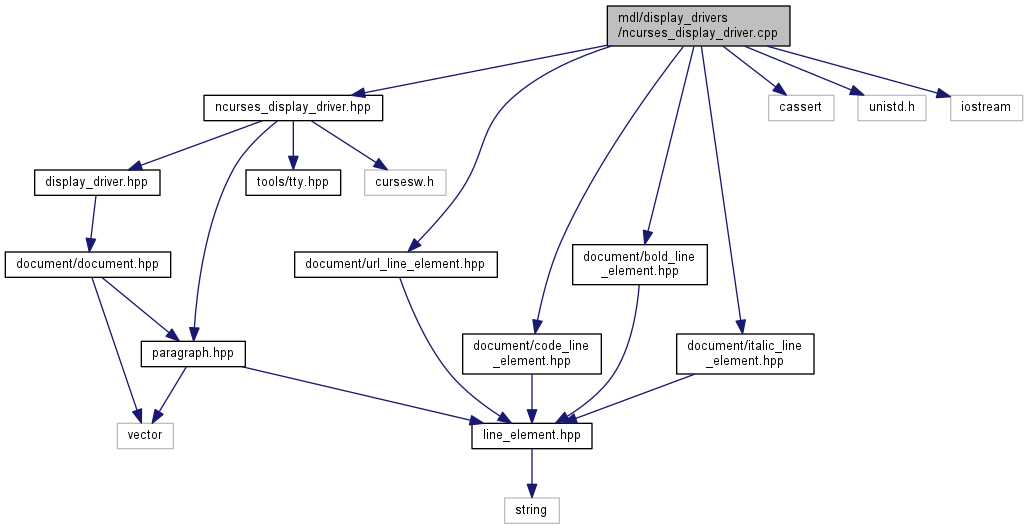 mdl/display_drivers
/ncurses_display_driver.cpp
ncurses_display_driver.hpp
cassert
unistd.h
iostream
display_driver.hpp
tools/tty.hpp
cursesw.h
document/document.hpp
document/url_line_element.hpp
document/bold_line
_element.hpp
paragraph.hpp
document/code_line
_element.hpp
document/italic_line
_element.hpp
vector
line_element.hpp
string